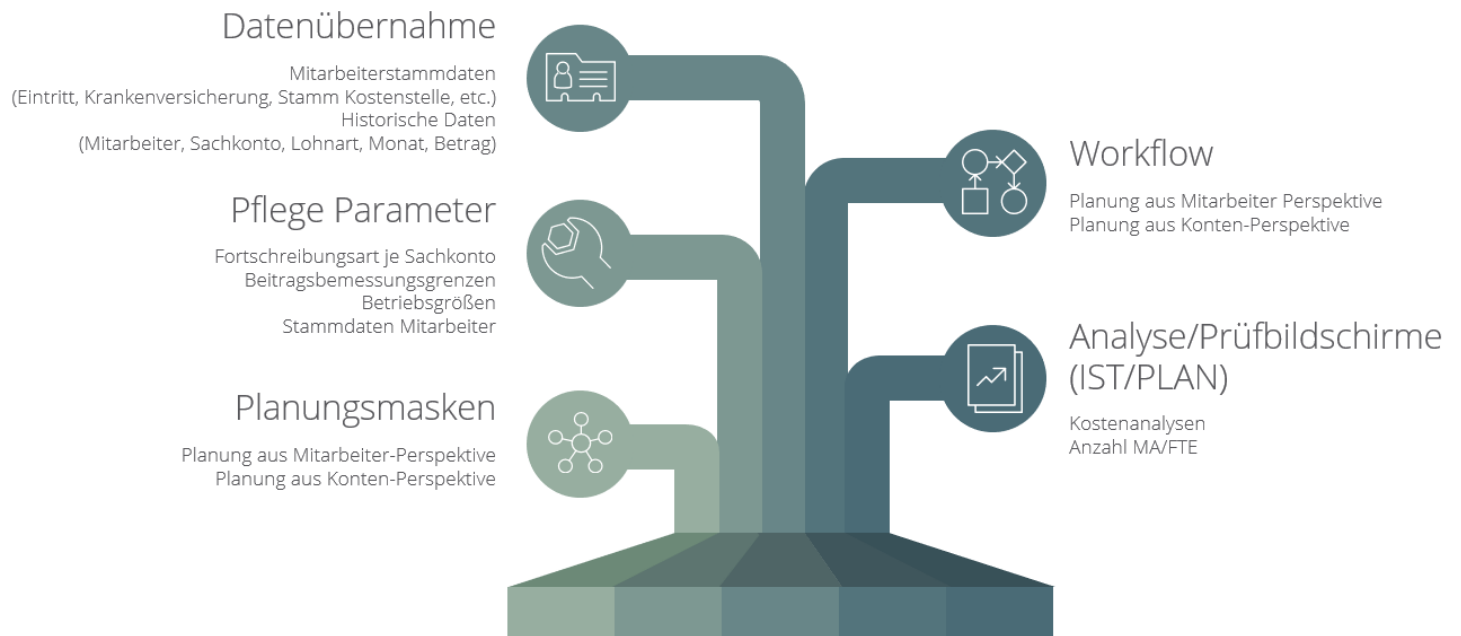 Datenübernahme
Mitarbeiterstammdaten
(Eintritt, Krankenversicherung, Stamm Kostenstelle, etc.)
Historische Daten
(Mitarbeiter, Sachkonto, Lohnart, Monat, Betrag)
Pflege Parameter
Fortschreibungsart je Sachkonto
Beitragsbemessungsgrenzen
Betriebsgrößen
Stammdaten Mitarbeiter
Planungsmasken
Planung aus Mitarbeiter-Perspektive
Planung aus Konten-Perspektive
Workflow
Planung aus Mitarbeiter Perspektive
Planung aus Konten-Perspektive
Analyse/Prüfbildschirme
(IST/PLAN)
Kostenanalysen
Anzahl MA/FTE